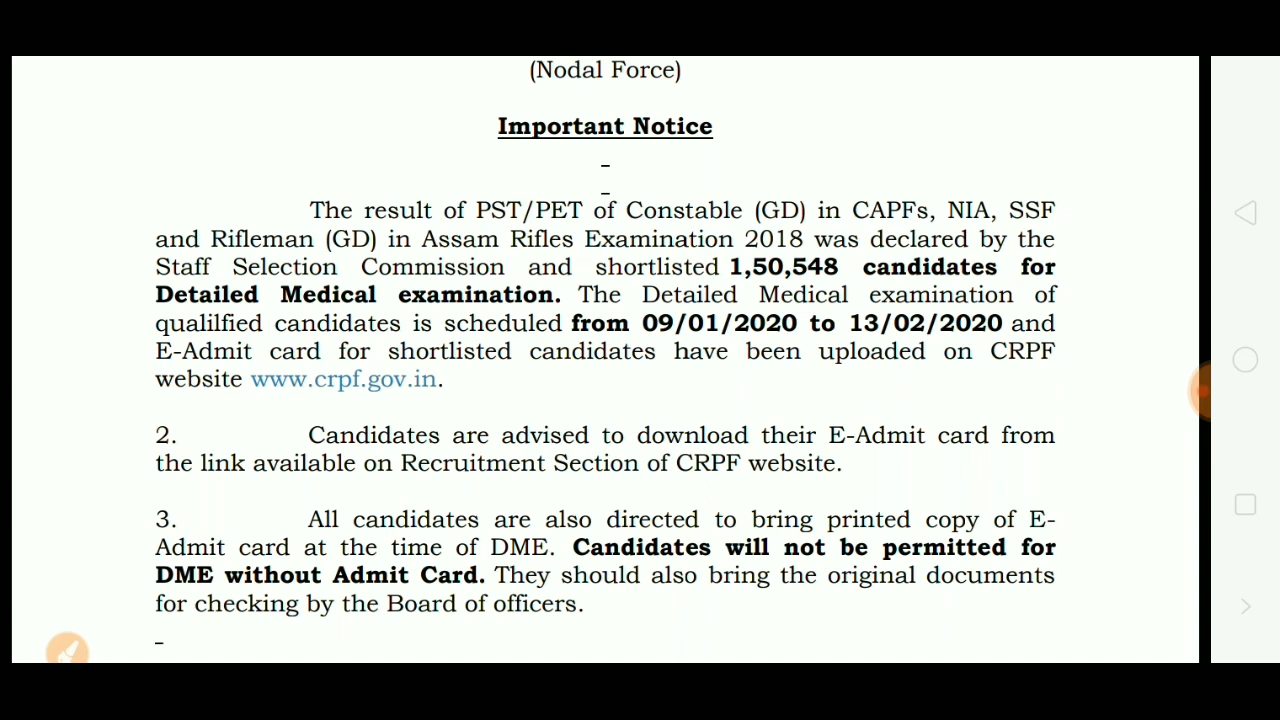 (Nodal Force)
Important Notice
The result of PST/PET of Constable (GD) in CAPFs, NIA, SSF
and Rifleman (GD) in Assam Rifles Examination 2018 was declared by the
Staff Selection Commission and shortlisted 1,50,548 candidates for
Detailed Medical examination. The Detailed Medical examination of
qualilfied candidates is scheduled from 09/01/2020 to 13/02/2020 and
E-Admit card for shortlisted candidates have been uploaded on CRPF
website www.crpf.gov.in.
2. Candidates are advised to download their E-Admit card from
the link available on Recruitment Section of CRPF website.
3. All candidates are also directed to bring printed copy of E-
Admit card at the time of DME. Candidates will not be permitted for
DME without Admit Card. They should also bring the original documents
for checking by the Board of officers.